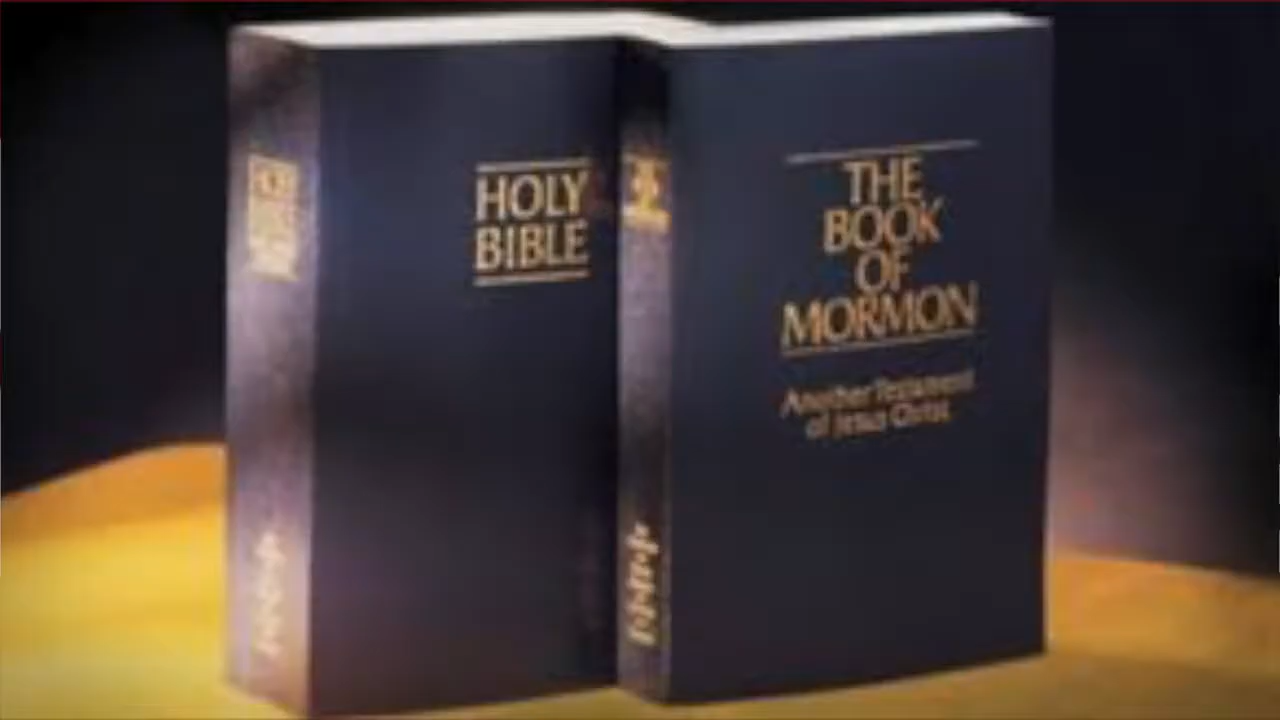 HOLY
BIBLE
THE
BOOK
OF
MORMON
Another Testament
of Jesus Christ